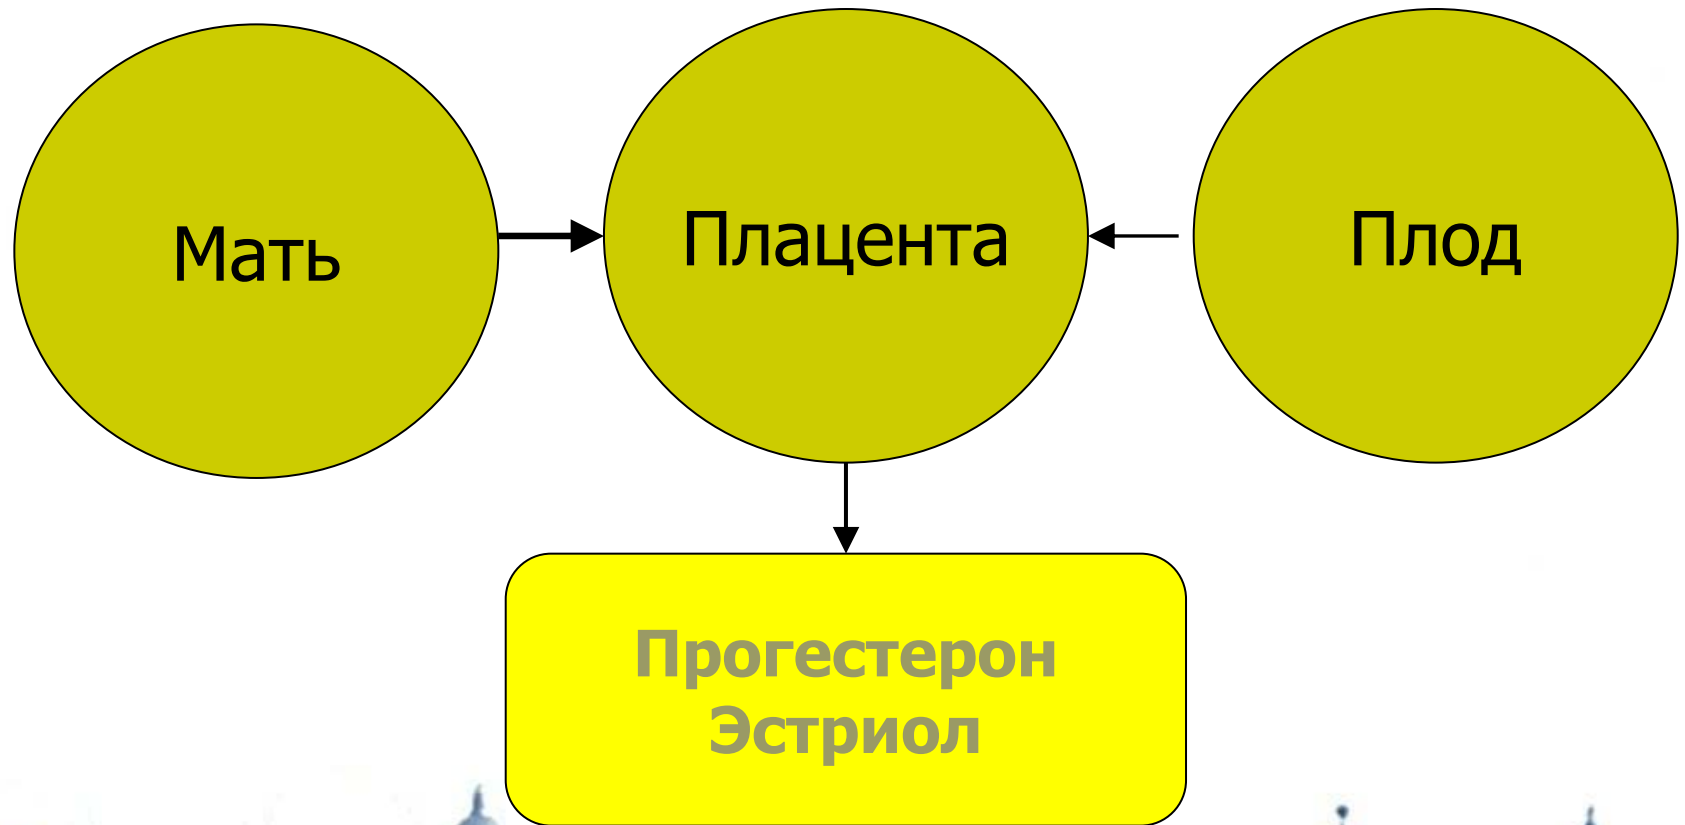 Мать
Плацента
Плод
Прогестерон
Эстриол